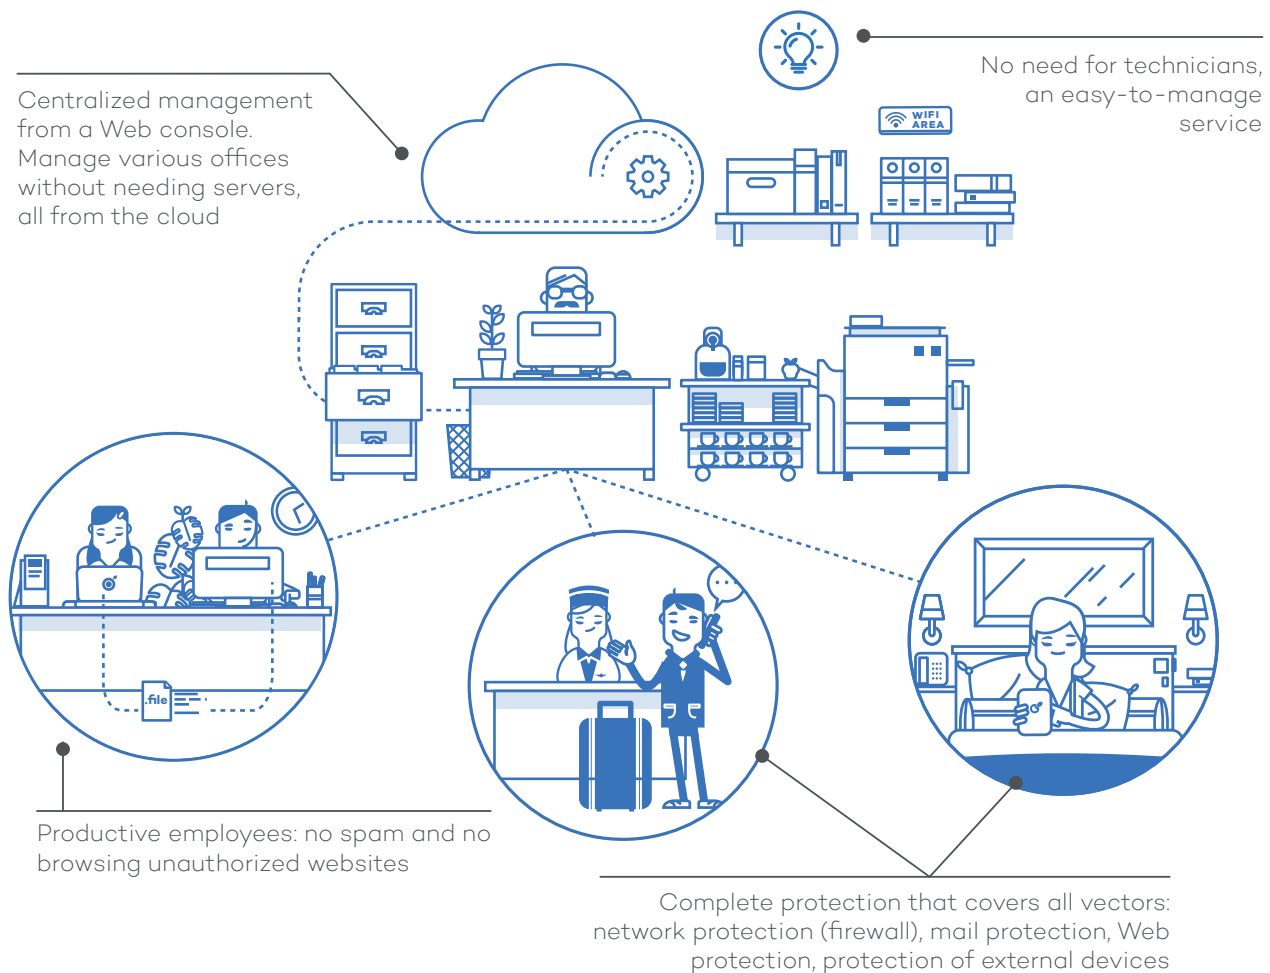 No need for technicians,
an easy-to-manage
service
Centralized management
from a Web console.
Manage various offices
without needing servers,
all from the cloud
WIFI
AREA
.file
Productive employees: no spam and no
browsing unauthorized websites
Complete protection that covers all vectors:
network protection (firewall), mail protection, Web
protection, protection of external devices